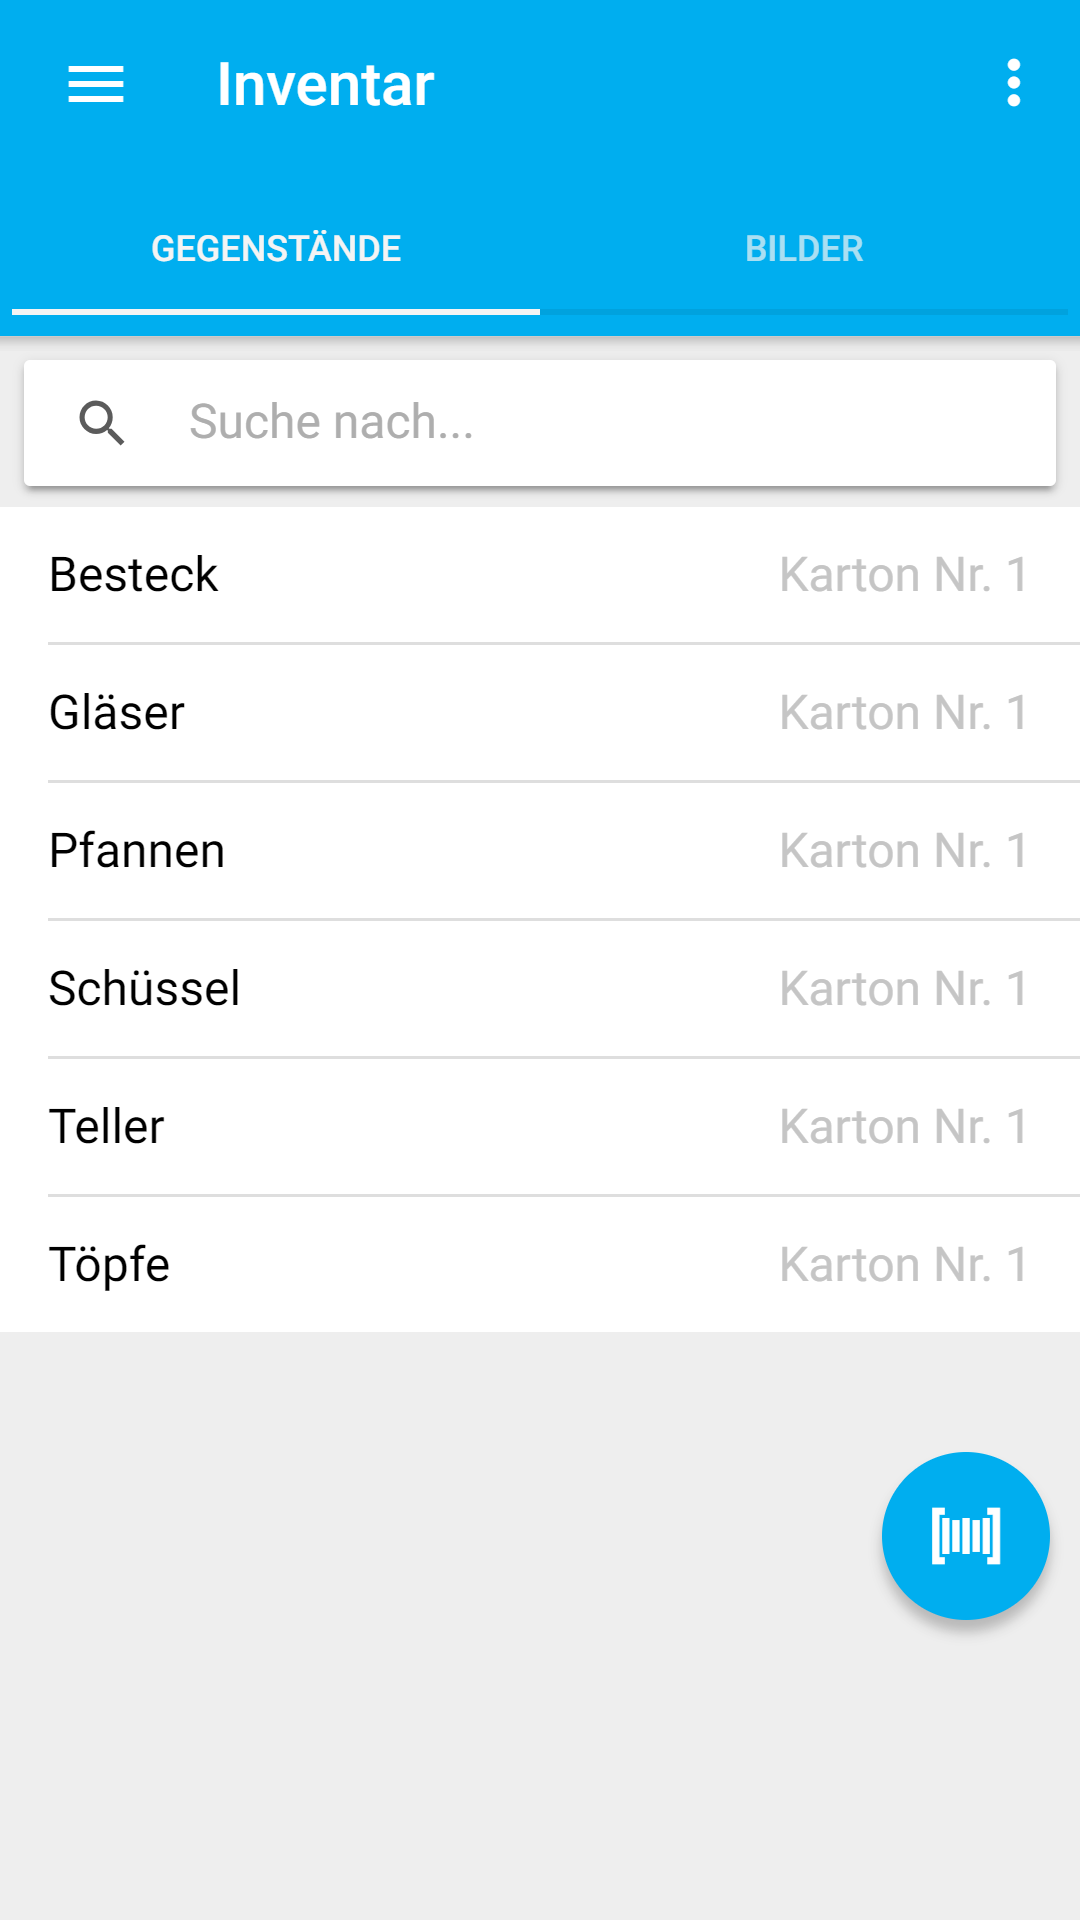 Inventar
GEGENSTÄNDE BILDER
Suche nach...
Besteck Karton Nr. 1
Gläser Karton Nr. 1
Pfannen Karton Nr. 1
Schüssel Karton Nr. 1
Teller Karton Nr. 1
Töpfe Karton Nr. 1